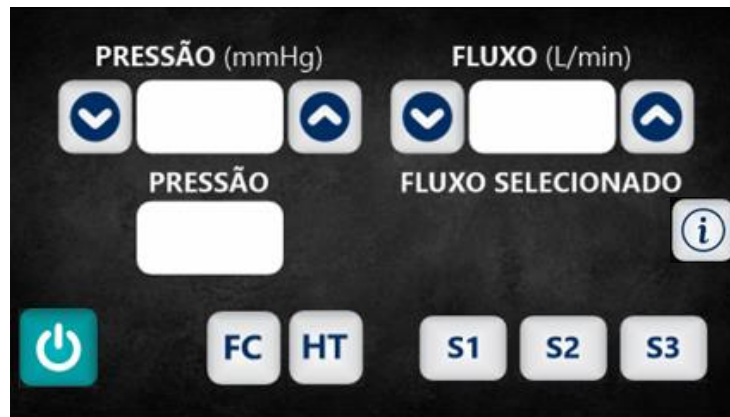 PRESSÃO (mmHg) FLUXO (L/min)
PRESSÃO FLUXO SELECIONADO
i
FC HT S1 S2 S3